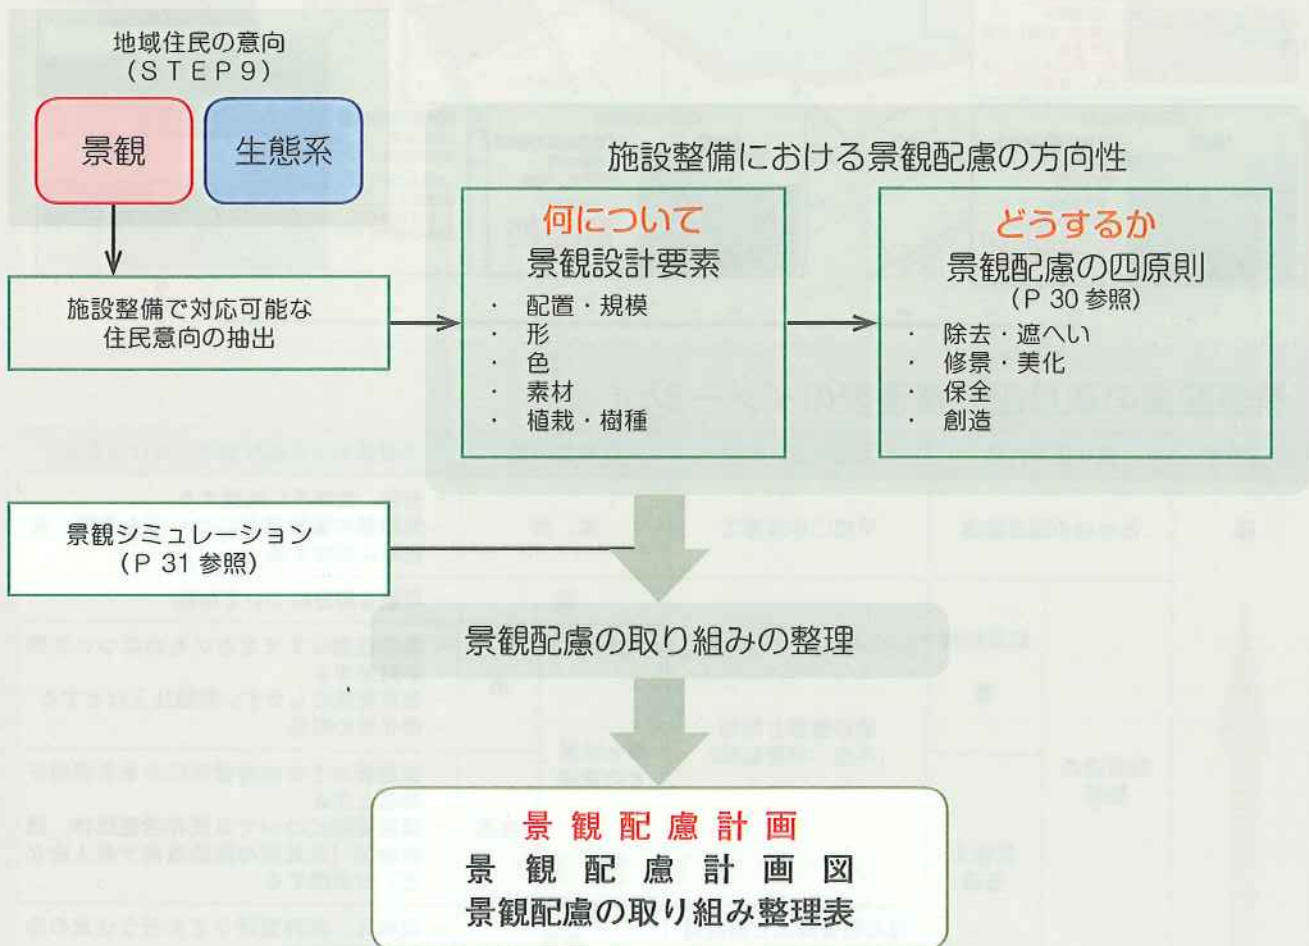 地域住民の意向
(STEP9)
景観
生態系
施設整備で対応可能な
住民意向の抽出
施設整備における景観配慮の方向性
何について
景観設計要素
・ 配置・規模
・ 形
・ 色
・ 素材
・ 植栽・樹種
どうするか
景観配慮の四原則
(P 30 参照)
・ 除去・遮へい
・ 修景・美化
・ 保全
・ 創造
景観シミュレーション
(P 31 参照)
景観配慮の取り組みの整理
景観配慮計画
景観配慮計画図
景観配慮の取り組み整理表